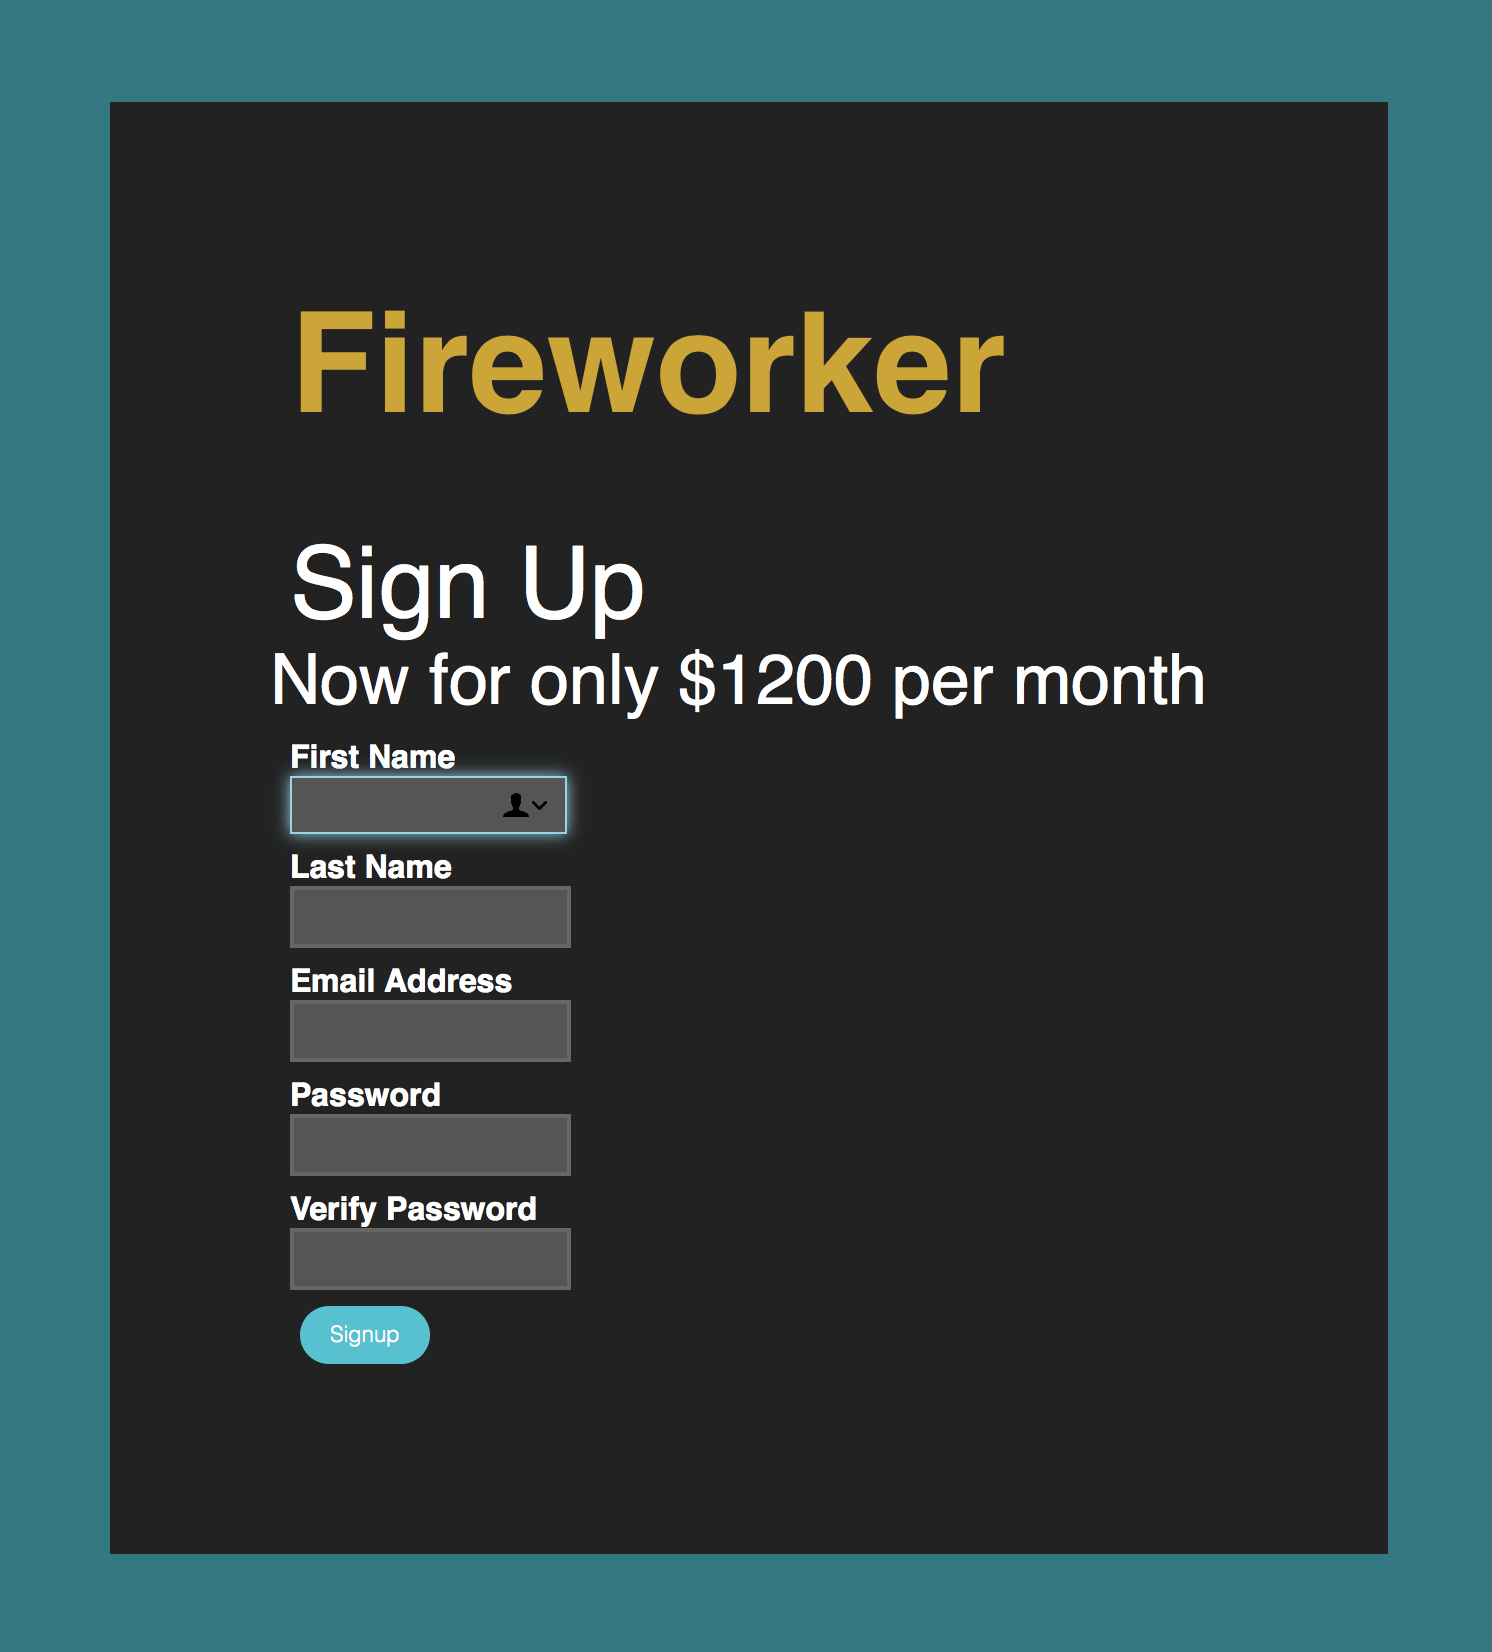 Fireworker
Sign Up
Now for only $1200 per month
First Name
Last Name
Email Address
Password
Verify Password
Signup